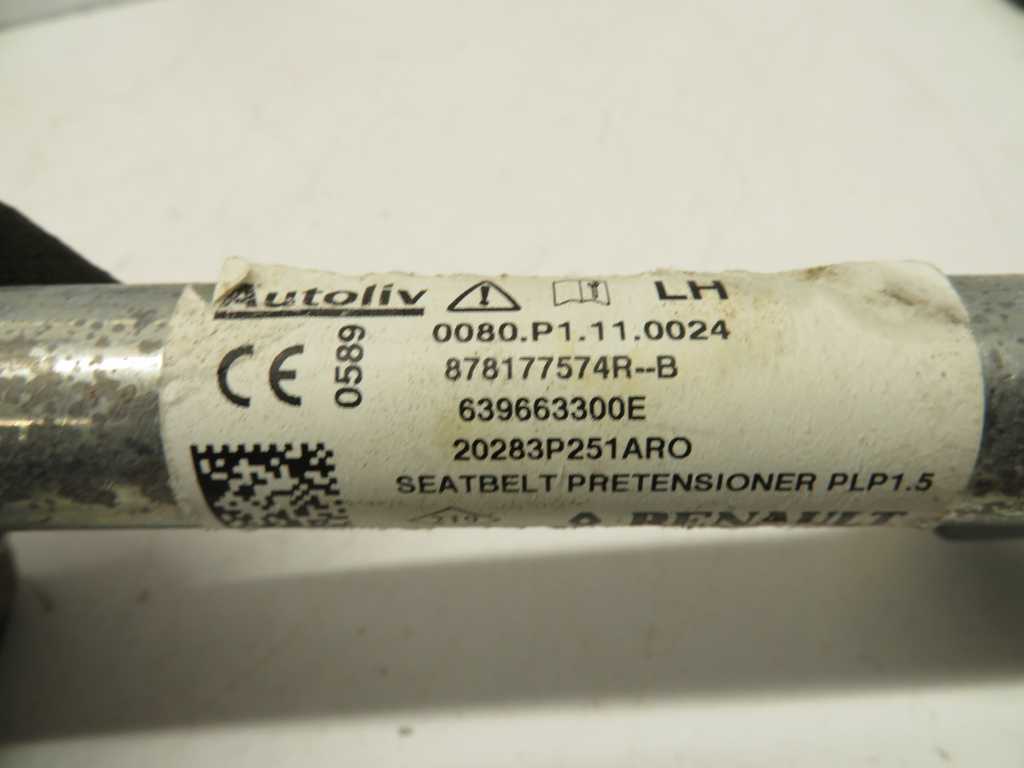 Autoliv LH
0589
0080.P1.11.0024
878177574R--B
639663300E
20283P251ARO
SEATBELT PRETENSIONER PLP1.5
RENAULT